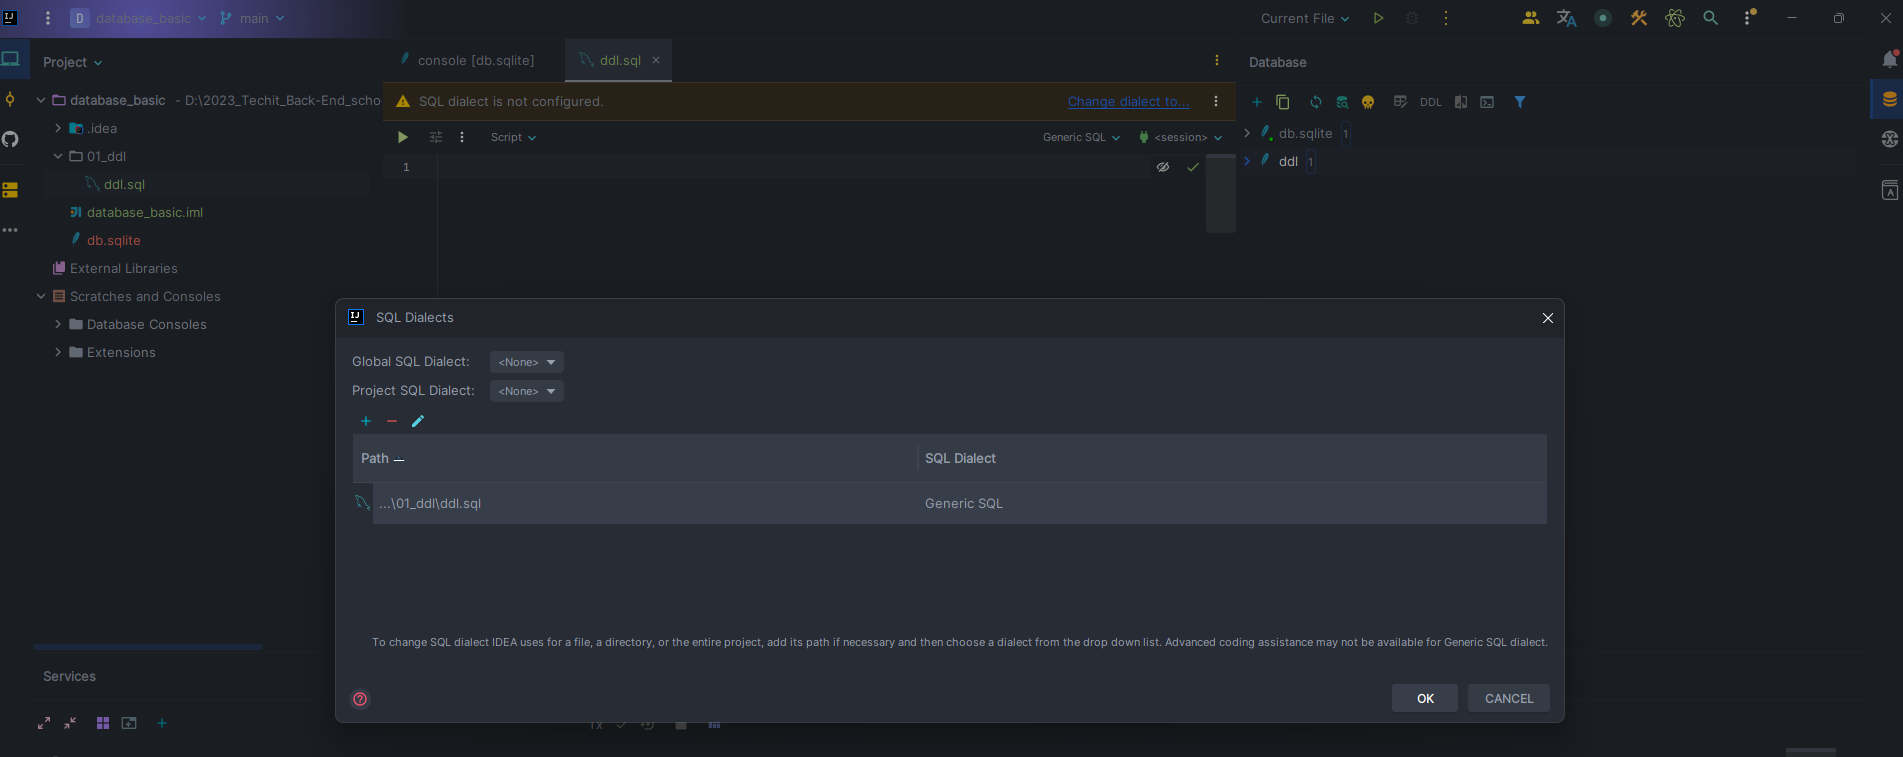 IJ
D database_basic main
Current File
Project
console [db.sqlite] ddl.sql
Database
database_basic - D:\2023_Techit_Back-End_scho
SQL dialect is not configured.
Change dialect to...
DDL
.idea
Script
Generic SQL
<session>
db.sqlite 1
01_ddl
1
ddl 1
ddl.sql
database_basic.iml
db.sqlite
External Libraries
Scratches and Consoles
Database Consoles
Extensions
IJ SQL Dialects
Global SQL Dialect: <None>
Project SQL Dialect: <None>
Path
SQL Dialect
...\01_ddl\ddl.sql
Generic SQL
To change SQL dialect IDEA uses for a file, a directory, or the entire project, add its path if necessary and then choose a dialect from the drop down list. Advanced coding assistance may not be available for Generic SQL dialect.
Services
OK
CANCEL
Tx